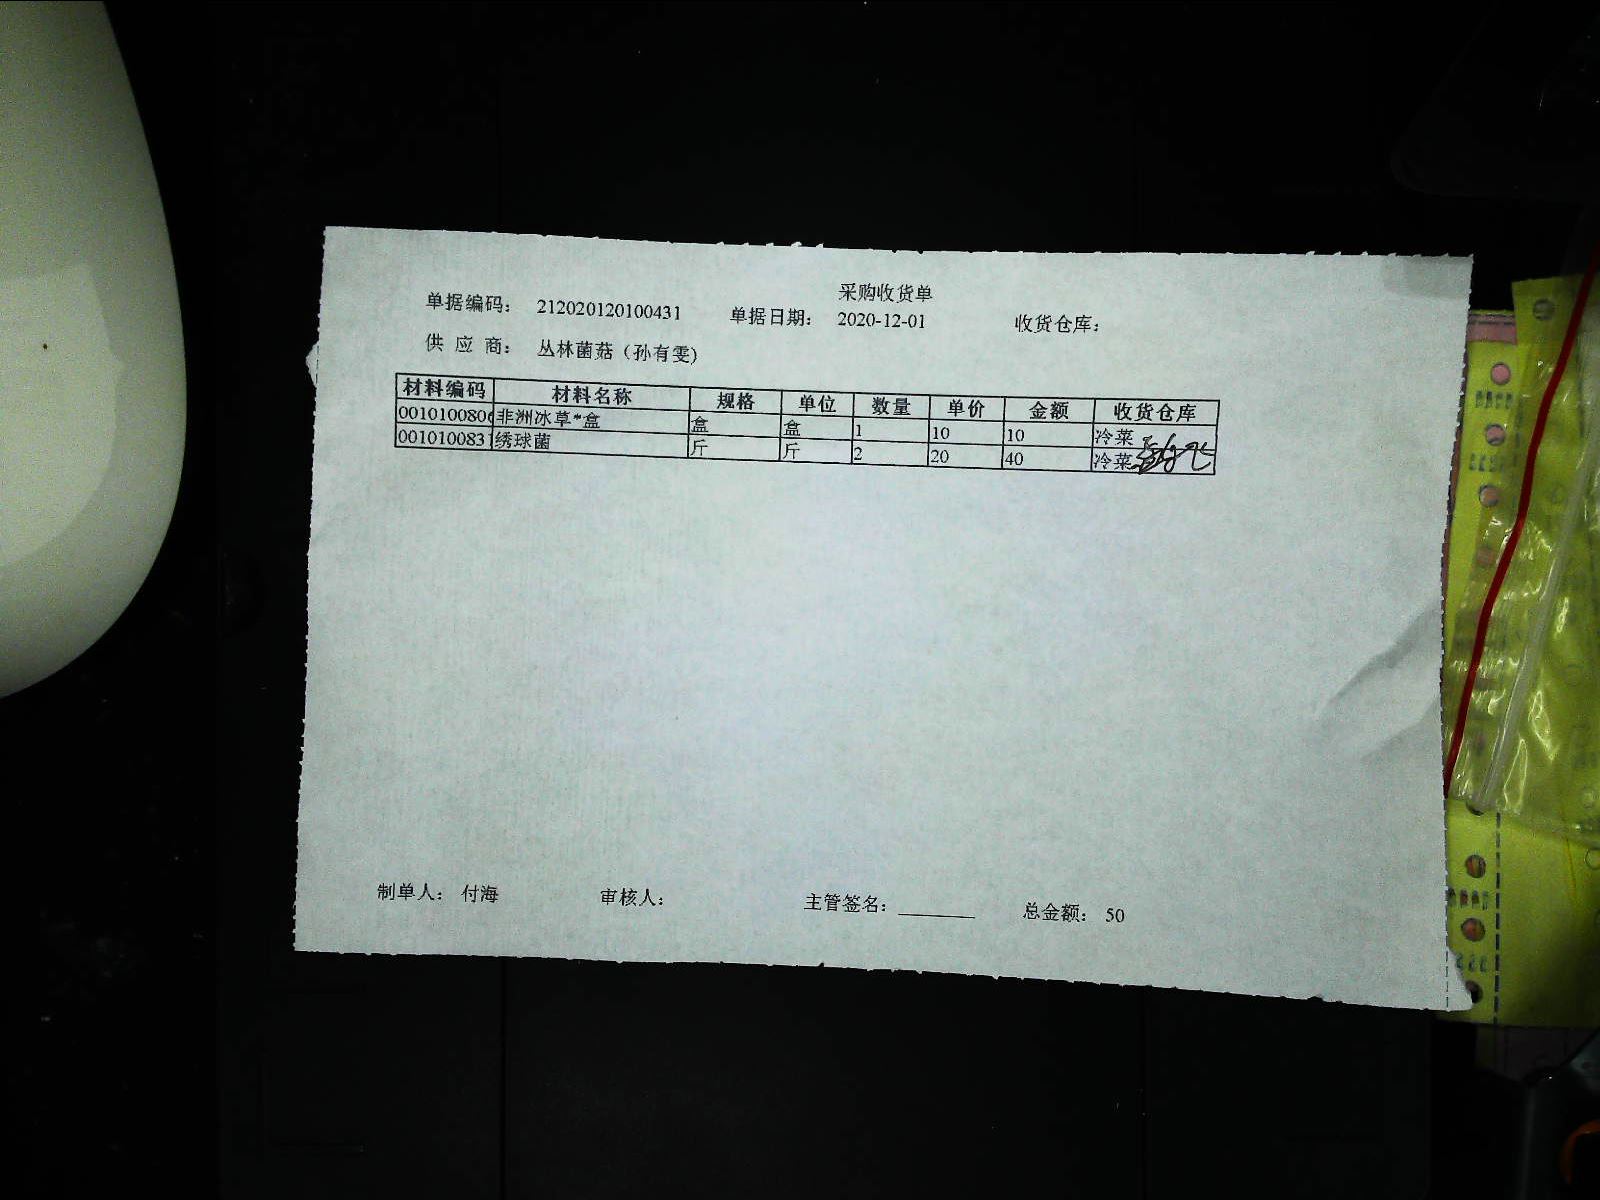 采购收货单
单据编码： 212020120100431 单据日期： 2020-12-01 收货仓库：
供 应 商： 丛林菌菇（孙有雯）
材料编码 材料名称 规格 单位 数量 单价 金额 收货仓库
非洲冰草*盒 盒 盒 1 10 10 冷菜
001010083 绣球菌 斤 斤 2 20 40 冷菜
制单人： 付海 审核人： 主管签名： 总金额： 50